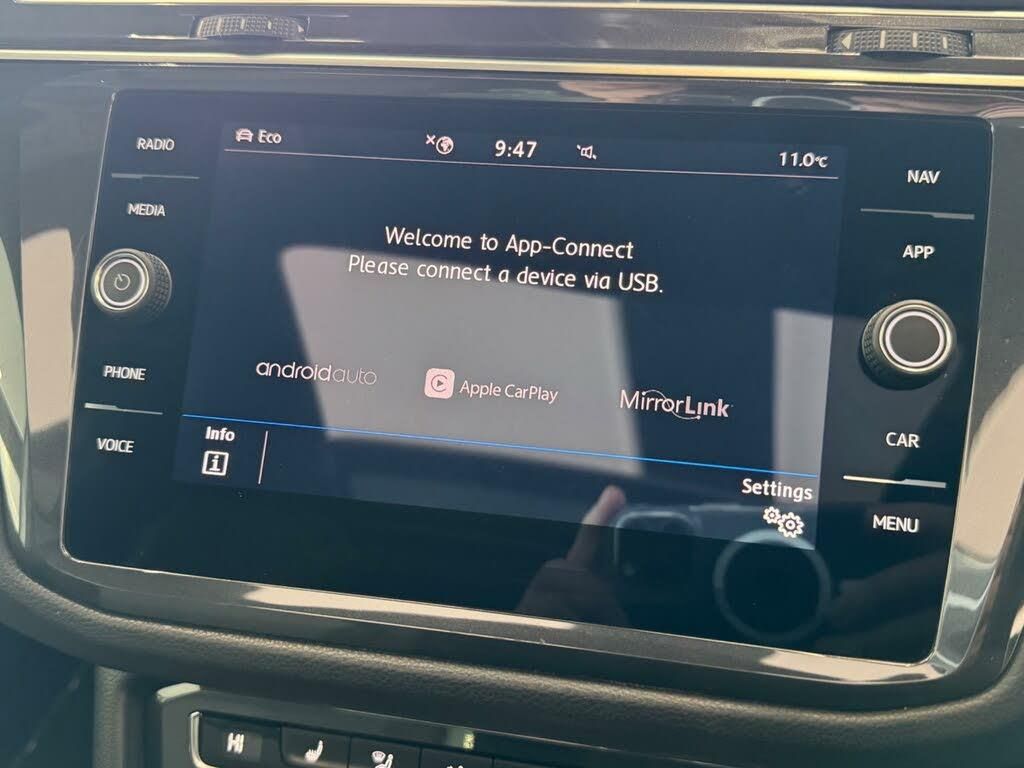 RADIO
MEDIA
PHONE
VOICE
Eco
9:47
11.0°C
Welcome to App-Connect
Please connect a device via USB.
androidauto
Apple CarPlay
MirrorLink
Info
i
Settings
NAV
APP
CAR
MENU
HI